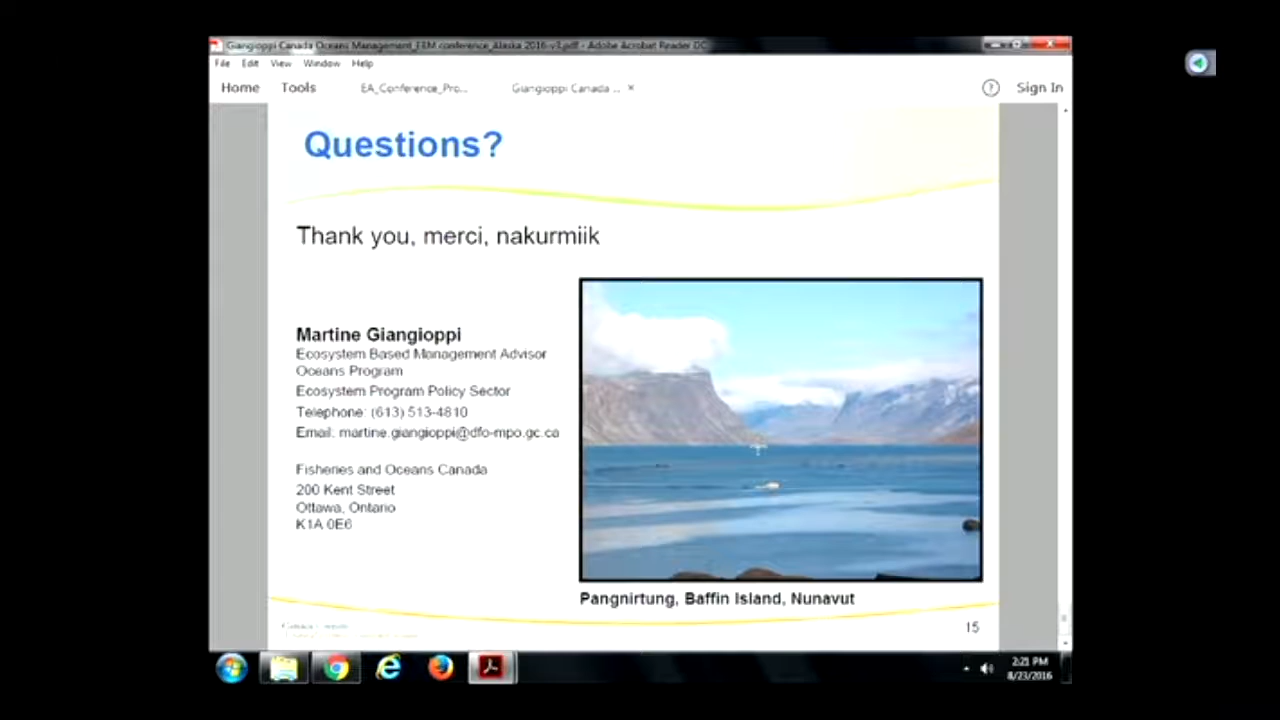 Giangioppi Canada Oceans Management_EBM conference_Alaska 2016-v3.pdf - Adobe Acrobat Reader DC
File Edit View Window Help
Home Tools EA_Conference_Pro... Giangioppi Canada ... × ? Sign In
Questions?
Thank you, merci, nakurmiik
Martine Giangioppi
Ecosystem Based Management Advisor
Oceans Program
Ecosystem Program Policy Sector
Telephone: (613) 513-4810
Email: martine.giangioppi@dfo-mpo.gc.ca
Fisheries and Oceans Canada
200 Kent Street
Ottawa, Ontario
K1A 0E6
Pangnirtung, Baffin Island, Nunavut
15
2:21 PM
8/23/2016